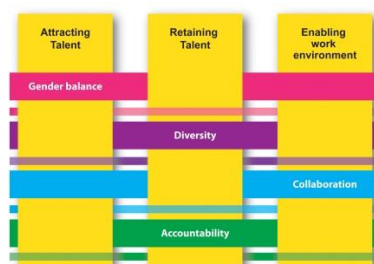 Attracting
Talent
Retaining
Talent
Enabling
work
environment
Gender balance
Diversity
Collaboration
Accountability